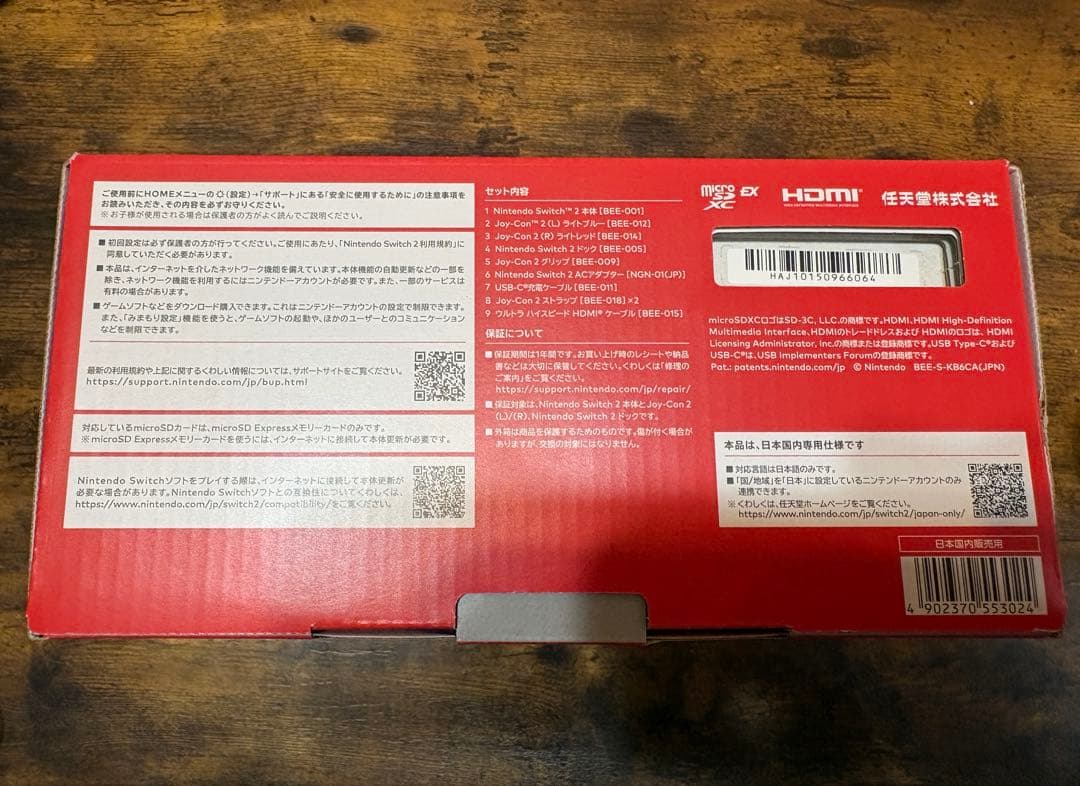 ご使用前にHOMEメニューの(設定)→「サポート」にある「安全に使用するために」の注意事項を
お読みいただき、その内容を必ずお守りください。
※お子様が使用される場合は保護者の方がよく読んでご説明ください。
■ 初回設定は必ず保護者の方が行ってください。ご使用にあたり、「Nintendo Switch 2 利用規約」に
同意していただく必要があります。
■ 本品は、インターネットを介したネットワーク機能を備えています。本体機能の自動更新などの一部を
除き、ネットワーク機能を利用するにはニンテンドーアカウントが必要です。また、一部のサービスは
有料の場合があります。
■ ゲームソフトなどをダウンロード購入できます。これはニンテンドーアカウントの設定で制限できます。
また、「みまもり設定」機能を使うと、ゲームソフトの起動や、ほかのユーザーとのコミュニケーション
などを制限できます。
最新の利用規約や上記に関するくわしい情報については、サポートサイトをご覧ください。
https://support.nintendo.com/jp/bup.html
対応しているmicroSDカードは、microSD Expressメモリーカードのみです。
※ microSD Expressメモリーカードを使うには、インターネットに接続して本体更新が必要です。
Nintendo Switchソフトをプレイする際は、インターネットに接続して本体更新が
必要な場合があります。Nintendo Switchソフトとの互換性についてくわしくは、
https://www.nintendo.com/jp/switch2/compatibility/をご覧ください。
セット内容
1 Nintendo Switch™ 2 本体 [BEE-001]
2 Joy-Con™ 2 (L) ライトブルー [BEE-012]
3 Joy-Con 2 (R) ライトレッド [BEE-014]
4 Nintendo Switch 2 ドック [BEE-005]
5 Joy-Con 2 グリップ [BEE-009]
6 Nintendo Switch 2 ACアダプター [NGN-01(JP)]
7 USB-C®充電ケーブル [BEE-011]
8 Joy-Con 2 ストラップ [BEE-018] ×2
9 ウルトラ ハイスピード HDMI® ケーブル [BEE-015]
保証について
■ 保証期間は1年間です。お買い上げ時のレシートや納品
書などは大切に保管してください。くわしくは「修理の
ご案内」をご覧ください。
https://support.nintendo.com/jp/repair/
■ 保証対象は、Nintendo Switch 2 本体とJoy-Con 2
(L)/(R)、Nintendo Switch 2 ドックです。
■ 外箱は商品を保護するためのものです。傷が付く場合が
ありますが、交換の対象にはなりません。
micro SD XC EX
HDMI®
HIGH-DEFINITION MULTIMEDIA INTERFACE
任天堂株式会社
HAJ10150966064
microSDXCロゴはSD-3C, LLC.の商標です。HDMI、HDMI High-Definition
Multimedia Interface、HDMIのトレードドレスおよび HDMIのロゴは、HDMI
Licensing Administrator, Inc.の商標または登録商標です。USB Type-C®および
USB-C®は、USB Implementers Forumの登録商標です。
Pat.: patents.nintendo.com/jp © Nintendo BEE-S-KB6CA(JPN)
本品は、日本国内専用仕様です
■ 対応言語は日本語のみです。
■ 「国/地域」を「日本」に設定しているニンテンドーアカウントのみ
連携できます。
※ くわしくは、任天堂ホームページをご覧ください。
https://www.nintendo.com/jp/switch2/japan-only/
日本国内販売用
4 902370 553024